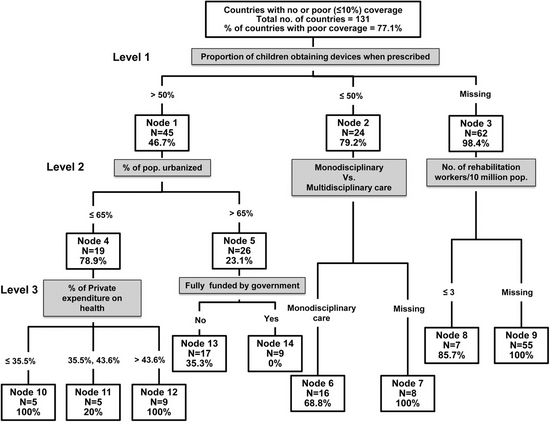 Countries with no or poor (≤10%) coverage
Total no. of countries = 131
% of countries with poor coverage = 77.1%
Level 1
Proportion of children obtaining devices when prescribed
> 50%
≤ 50%
Missing
Node 1
N=45
46.7%
Node 2
N=24
79.2%
Node 3
N=62
98.4%
Level 2
% of pop. urbanized
Monodisciplinary
Vs.
Multidisciplinary care
No. of rehabilitation
workers/10 million pop.
≤ 65%
> 65%
Node 4
N=19
78.9%
Node 5
N=26
23.1%
Level 3
% of Private
expenditure on
health
Fully funded by government
≤ 3
Missing
No
Yes
Monodisciplinary
care
Missing
Node 13
N=17
35.3%
Node 14
N=9
0%
Node 8
N=7
85.7%
Node 9
N=55
100%
≤ 35.5%
35.5%, 43.6%
> 43.6%
Node 10
N=5
100%
Node 11
N=5
20%
Node 12
N=9
100%
Node 6
N=16
68.8%
Node 7
N=8
100%